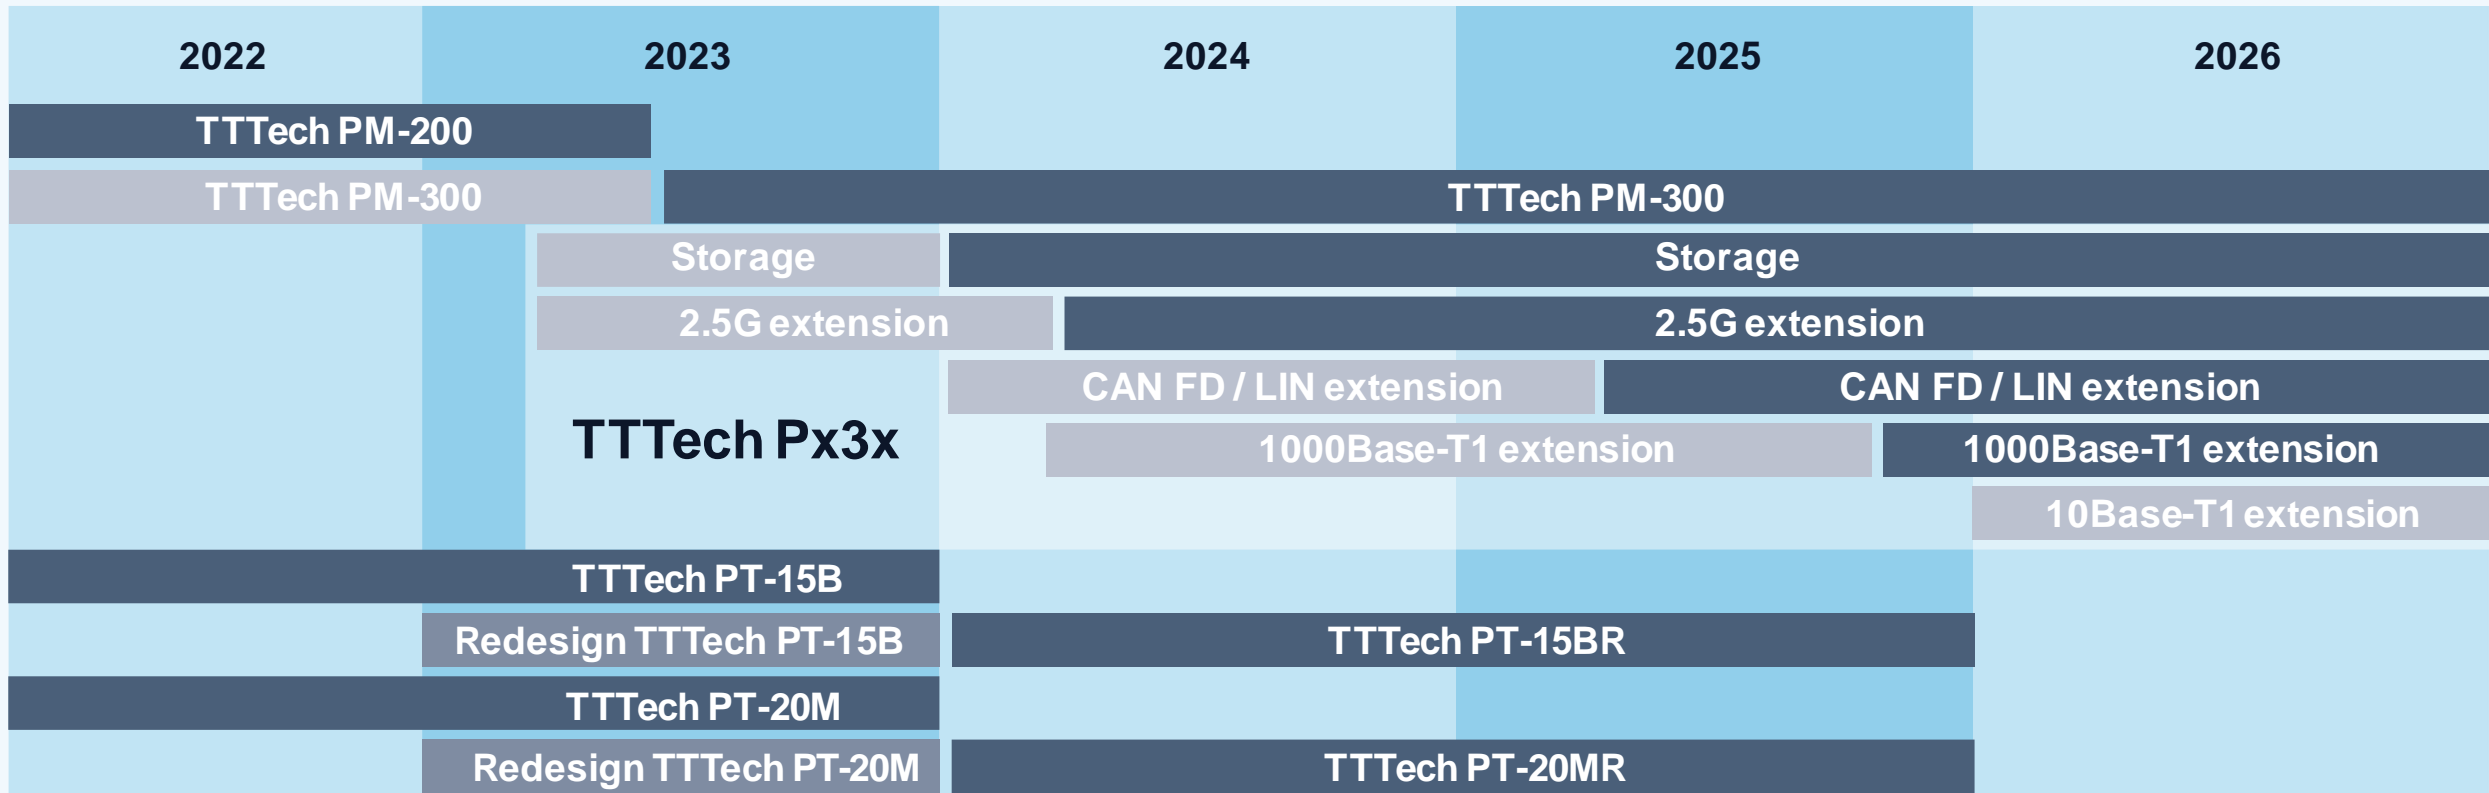 2022 2023 2024 2025 2026
TTTech PM-200
TTTech PM-300 TTTech PM-300
Storage Storage
2.5G extension 2.5G extension
CAN FD / LIN extension CAN FD / LIN extension
TTTech Px3x
1000Base-T1 extension 1000Base-T1 extension
10Base-T1 extension
TTTech PT-15B
Redesign TTTech PT-15B TTTech PT-15BR
TTTech PT-20M
Redesign TTTech PT-20M TTTech PT-20MR